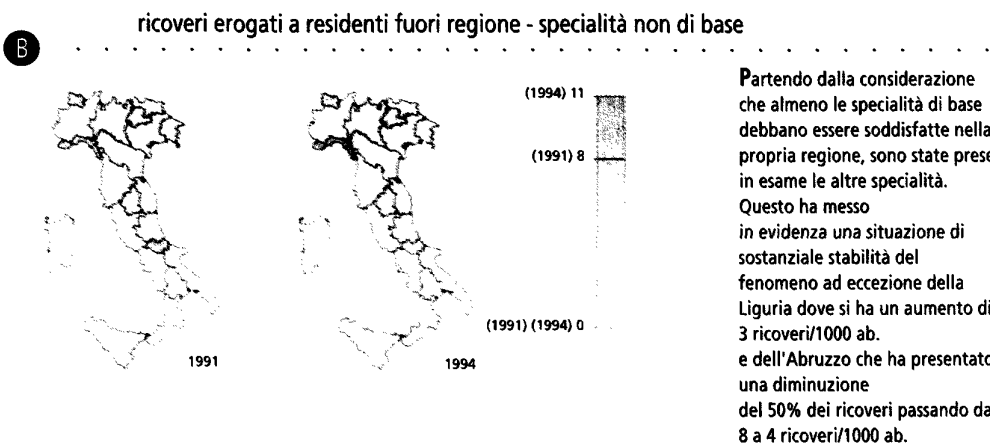 ricoveri erogati a residenti fuori regione - specialità non di base
B
(1994) 11
(1991) 8
(1991) (1994) 0
1991
1994
Partendo dalla considerazione
che almeno le specialità di base
debbano essere soddisfatte nella
propria regione, sono state prese
in esame le altre specialità.
Questo ha messo
in evidenza una situazione di
sostanziale stabilità del
fenomeno ad eccezione della
Liguria dove si ha un aumento di
3 ricoveri/1000 ab.
e dell'Abruzzo che ha presentato
una diminuzione
del 50% dei ricoveri passando da
8 a 4 ricoveri/1000 ab.